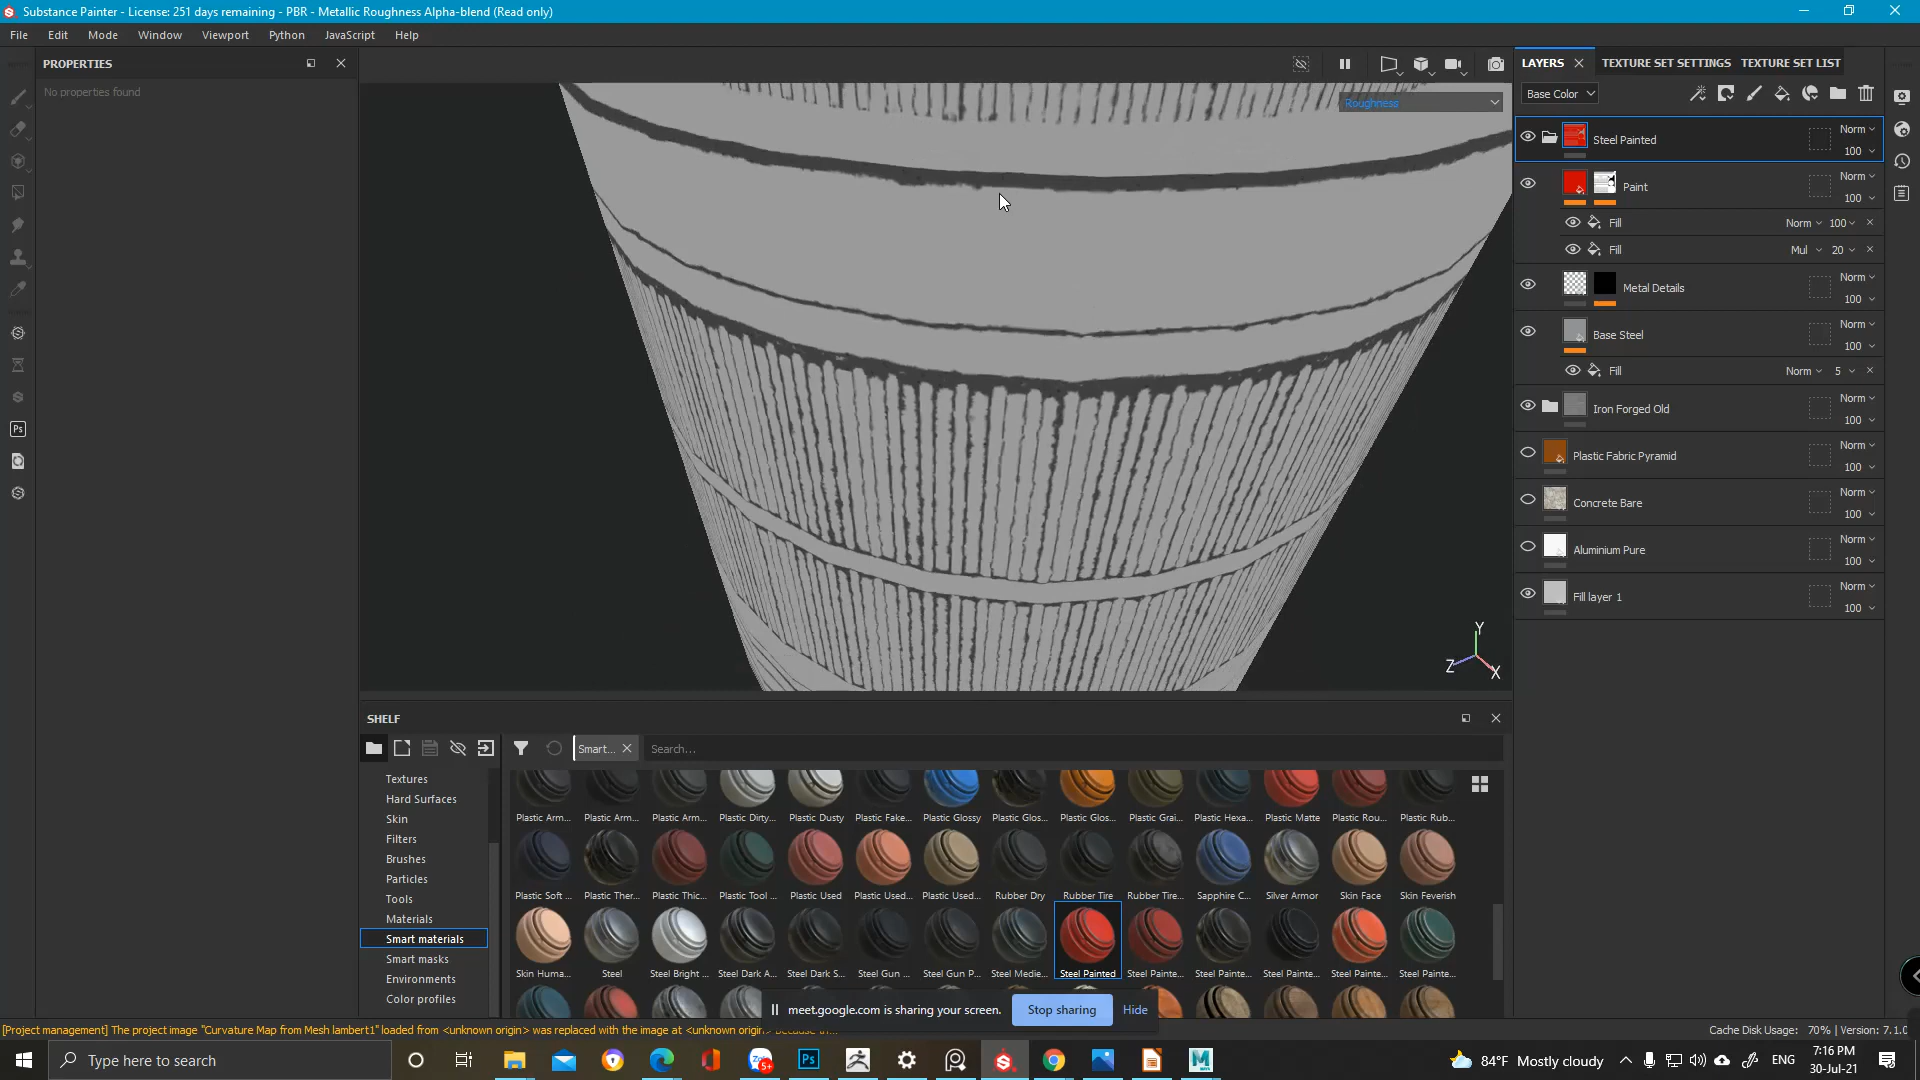 Substance Painter - License: 251 days remaining - PBR - Metallic Roughness Alpha-blend (Read only)
File Edit Mode Window Viewport Python JavaScript Help
PROPERTIES
No properties found
Roughness
Y
Z
X
LAYERS TEXTURE SET SETTINGS TEXTURE SET LIST
Base Color
Steel Painted Norm 100
Paint Norm 100
Fill Norm 100
Fill Mul 20
Metal Details Norm 100
Base Steel Norm 100
Fill Norm 5
Iron Forged Old Norm 100
Plastic Fabric Pyramid Norm 100
Concrete Bare Norm 100
Aluminium Pure Norm 100
Fill layer 1 Norm 100
SHELF
Smart... Search...
Textures
Hard Surfaces
Skin
Filters
Brushes
Particles
Tools
Materials
Smart materials
Smart masks
Environments
Color profiles
Plastic Arm... Plastic Arm... Plastic Arm... Plastic Dirty... Plastic Dusty Plastic Fake... Plastic Glossy Plastic Glos... Plastic Glos... Plastic Grai... Plastic Hexa... Plastic Matte Plastic Rou... Plastic Rub...
Plastic Soft ... Plastic Ther... Plastic Thic... Plastic Tool ... Plastic Used Plastic Used... Plastic Used... Rubber Dry Rubber Tire Rubber Tire... Sapphire C... Silver Armor Skin Face Skin Feverish
Skin Huma... Steel Steel Bright ... Steel Dark A... Steel Dark S... Steel Gun ... Steel Gun P... Steel Medie... Steel Painted Steel Painte... Steel Painte... Steel Painte... Steel Painte... Steel Painte...
meet.google.com is sharing your screen. Stop sharing Hide
[Project management] The project image "Curvature Map from Mesh lambert1" loaded from <unknown origin> was replaced with the image at <unknown origin
Cache Disk Usage: 70% | Version: 7.1.0
Ps
Type here to search
5+
Ps
84°F Mostly cloudy
ENG
7:16 PM
30-Jul-21